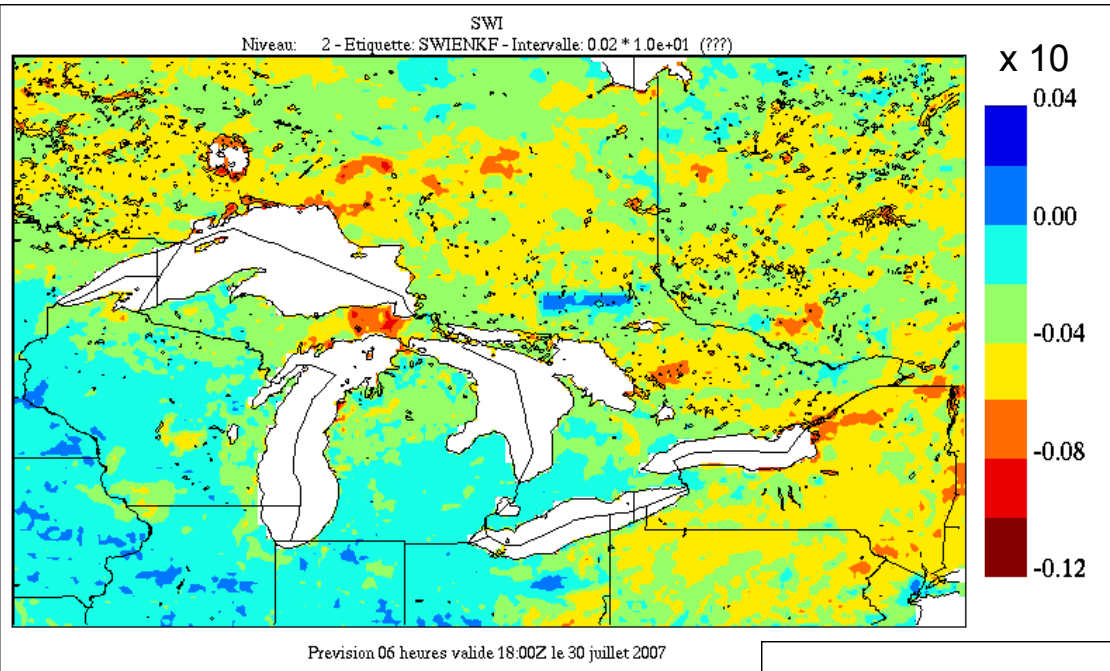 SWI
Niveau: 2 - Etiquette: SWIENKF - Intervalle: 0.02 * 1.0e+01 (???)
x 10
0.04
0.00
-0.04
-0.08
-0.12
Prevision 06 heures valide 18:00Z le 30 juillet 2007